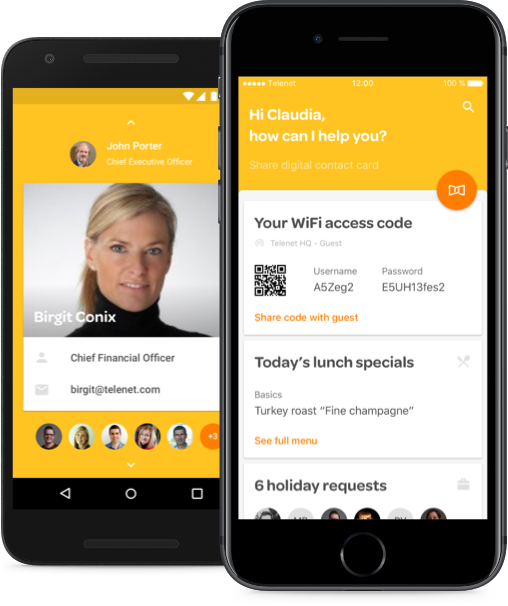 John Porter
Chief Executive Officer
Birgit Conix
Chief Financial Officer
birgit@telenet.com
+3
Telenet 12:00 100 %
Hi Claudia,
how can I help you?
Share digital contact card
Your WiFi access code
Telenet HQ - Guest
Username Password
A5Zeg2 E5UH13fes2
Share code with guest
Today's lunch specials
Basics
Turkey roast “Fine champagne”
See full menu
6 holiday requests